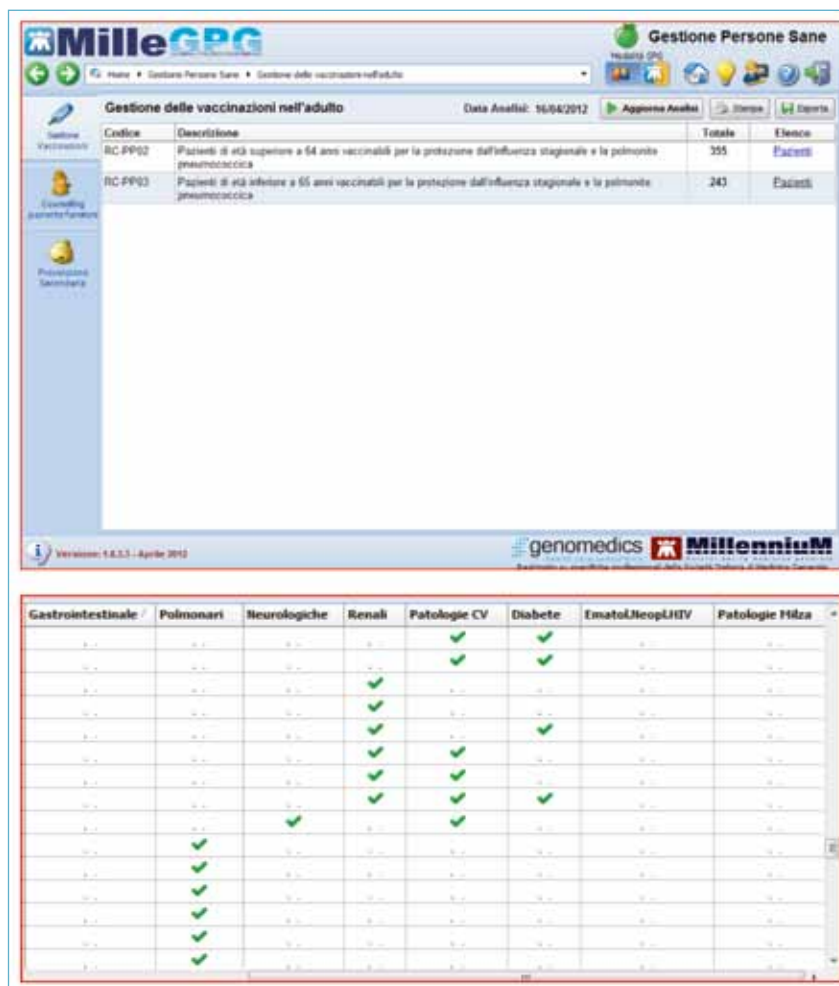 MilleGPG
Gestione Persone Sane
Modalità GPG
Home Gestione Persone Sane Gestione delle vaccinazioni nell'adulto
Gestione Vaccinazioni
Gestione delle vaccinazioni nell'adulto
Data Analisi: 16/04/2012
Aggiorna Analisi
Stampa
Esporta
Codice Descrizione Totale Elenco
RC-PP02 Pazienti di età superiore a 64 anni vaccinabili per la protezione dall'influenza stagionale e la polmonite 355 Pazienti
pneumococcica
RC-PP03 Pazienti di età inferiore a 65 anni vaccinabili per la protezione dall'influenza stagionale e la polmonite 243 Pazienti
pneumococcica
Counselling
Prevenzione
Secondaria
Versione: 1.6.3.3 - Aprile 2012
genomedics MillenniuM
Gastrointestinale Polmonari Neurologiche Renali Patologie CV Diabete Ematol.Neopl.HIV Patologie Milza